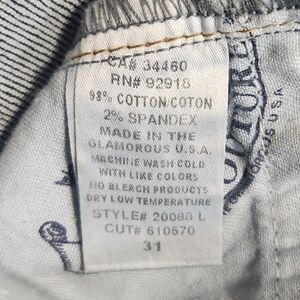 CA# 34460
RN# 92918
98% COTTON/COTON
2% SPANDEX
MADE IN THE
GLAMOROUS U.S.A.
MACHINE WASH COLD
WITH LIKE COLORS
NO BLEACH PRODUCTS
DRY LOW TEMPERATURE
STYLE# 20088 L
CUT# 610570
31
U S A